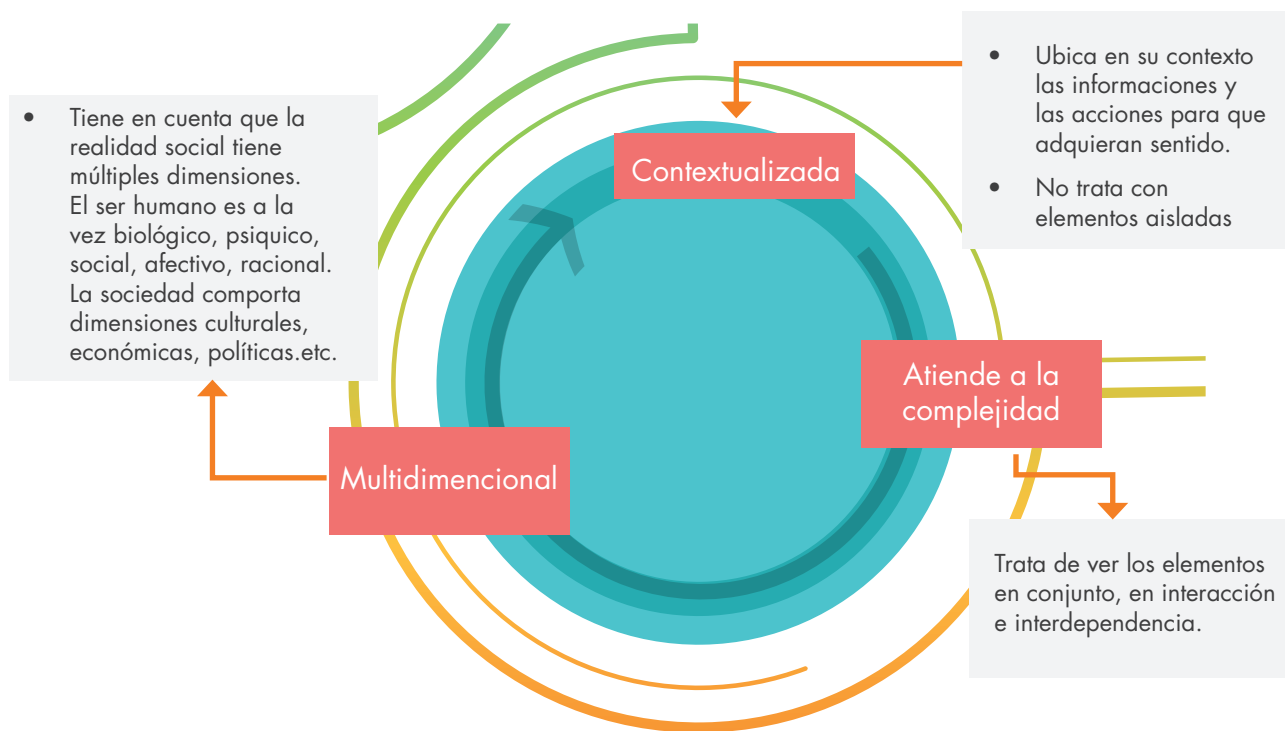 • Tiene en cuenta que la
realidad social tiene
múltiples dimensiones.
El ser humano es a la
vez biológico, psiquico,
social, afectivo, racional.
La sociedad comporta
dimensiones culturales,
económicas, políticas.etc.
Contextualizada
• Ubica en su contexto
las informaciones y
las acciones para que
adquieran sentido.
• No trata con
elementos aisladas
Atiende a la
complejidad
Multidimencional
Trata de ver los elementos
en conjunto, en interacción
e interdependencia.